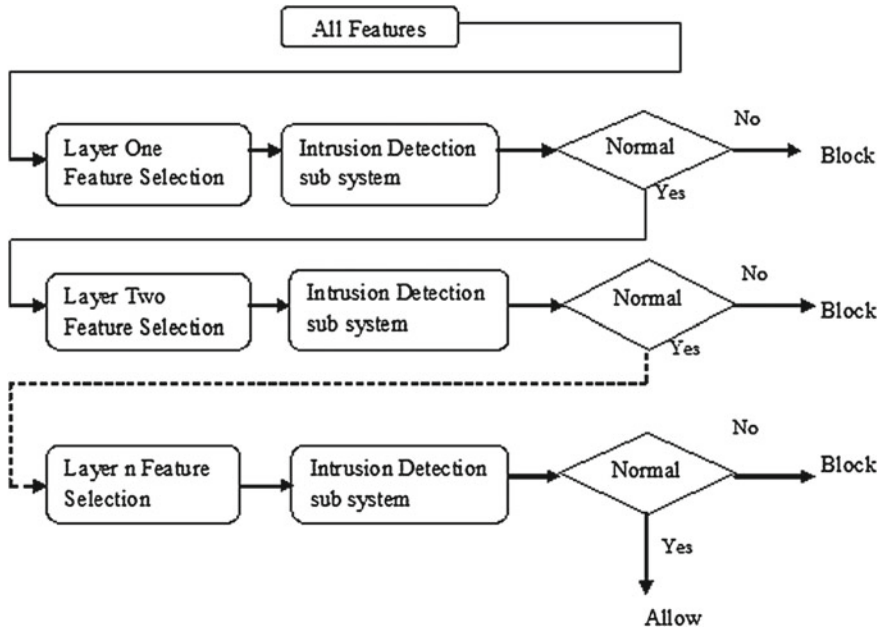 All Features
Layer One
Feature Selection
Intrusion Detection
sub system
Normal
No
Block
Yes
Layer Two
Feature Selection
Intrusion Detection
sub system
Normal
No
Block
Yes
Layer n Feature
Selection
Intrusion Detection
sub system
Normal
No
Block
Yes
Allow